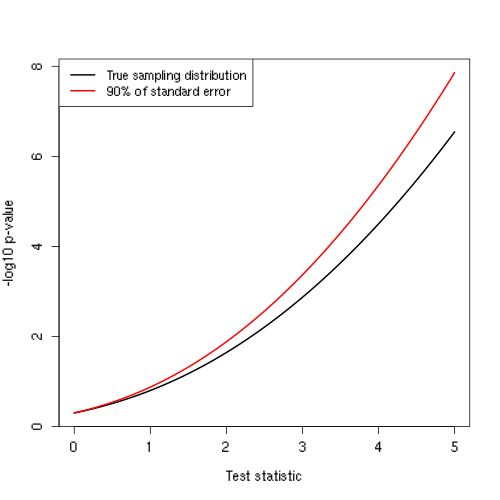 True sampling distribution
90% of standard error
8
6
4
2
0
-log10 p-value
0 1 2 3 4 5
Test statistic